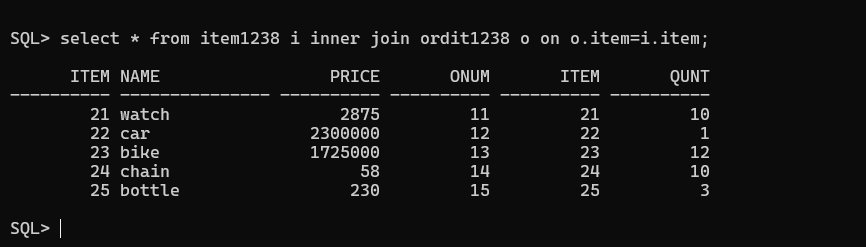 SQL> select * from item1238 i inner join ordit1238 o on o.item=i.item;
      ITEM NAME                 PRICE       ONUM       ITEM       QUNT
---------- --------------- ---------- ---------- ---------- ----------
        21 watch                 2875         11         21         10
        22 car                2300000         12         22          1
        23 bike               1725000         13         23         12
        24 chain                   58         14         24         10
        25 bottle                 230         15         25          3
SQL>